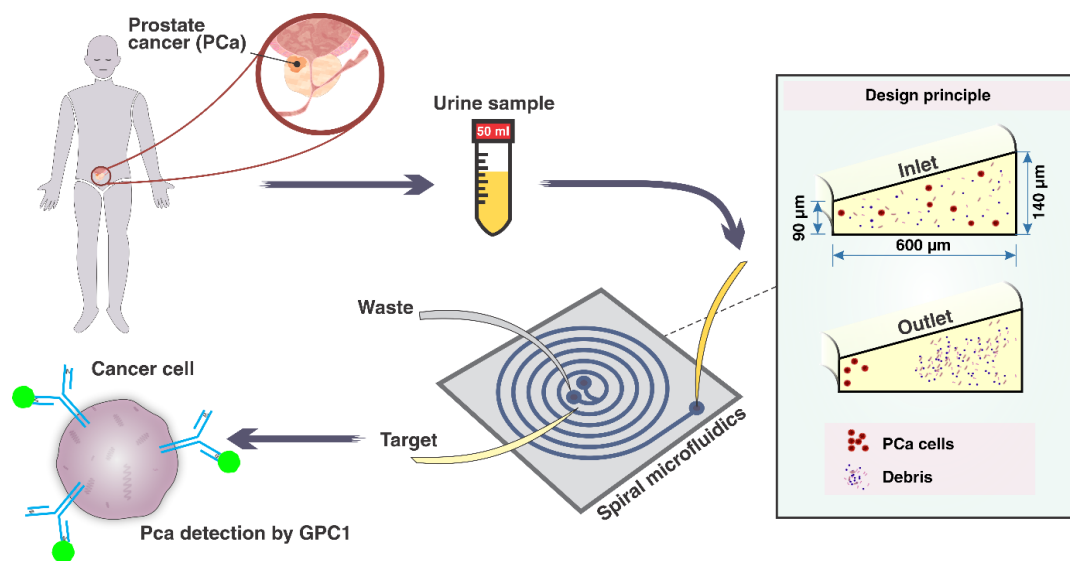 Prostate
cancer (PCa)
Urine sample
50 ml
Waste
Target
Spiral microfluidics
Cancer cell
Pca detection by GPC1
Design principle
Inlet
90 µm
140 µm
600 µm
Outlet
PCa cells
Debris